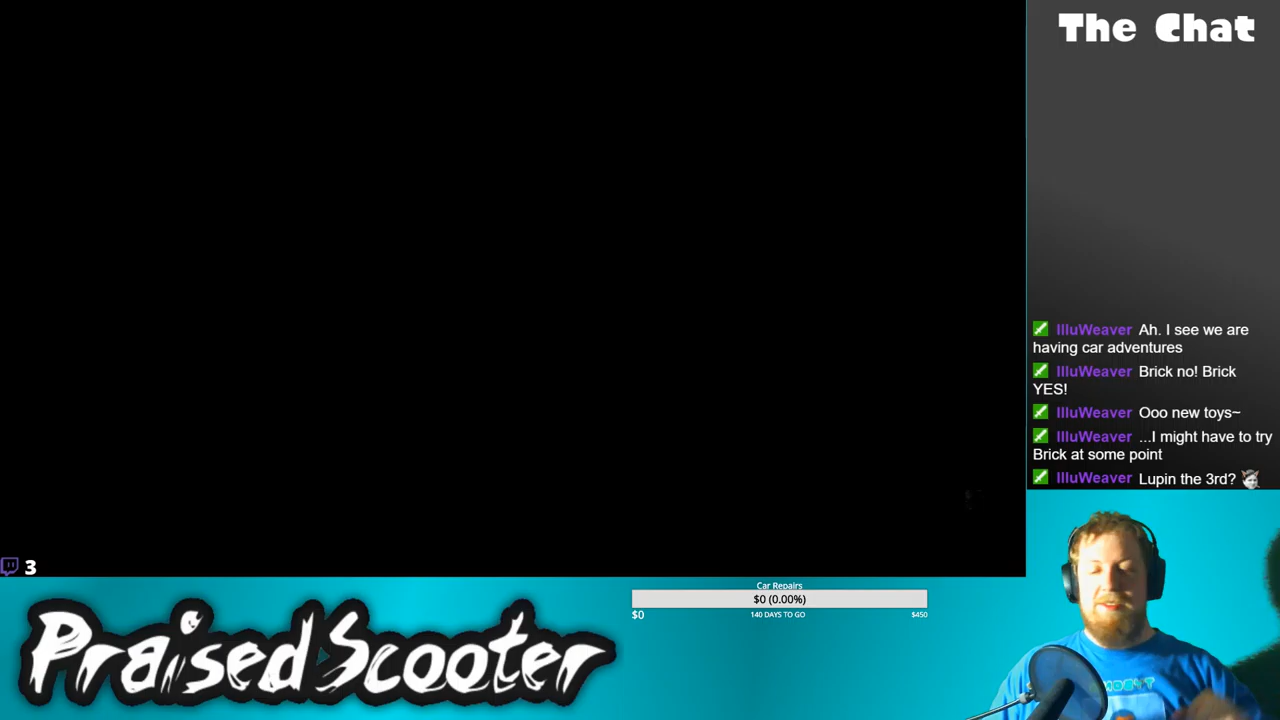 The Chat
IlluWeaver Ah. I see we are
having car adventures
IlluWeaver Brick no! Brick
YES!
IlluWeaver Ooo new toys~
IlluWeaver ...I might have to try
Brick at some point
IlluWeaver Lupin the 3rd?
3
Car Repairs
$0 (0.00%)
$0 140 DAYS TO GO $450
PraisedScooter